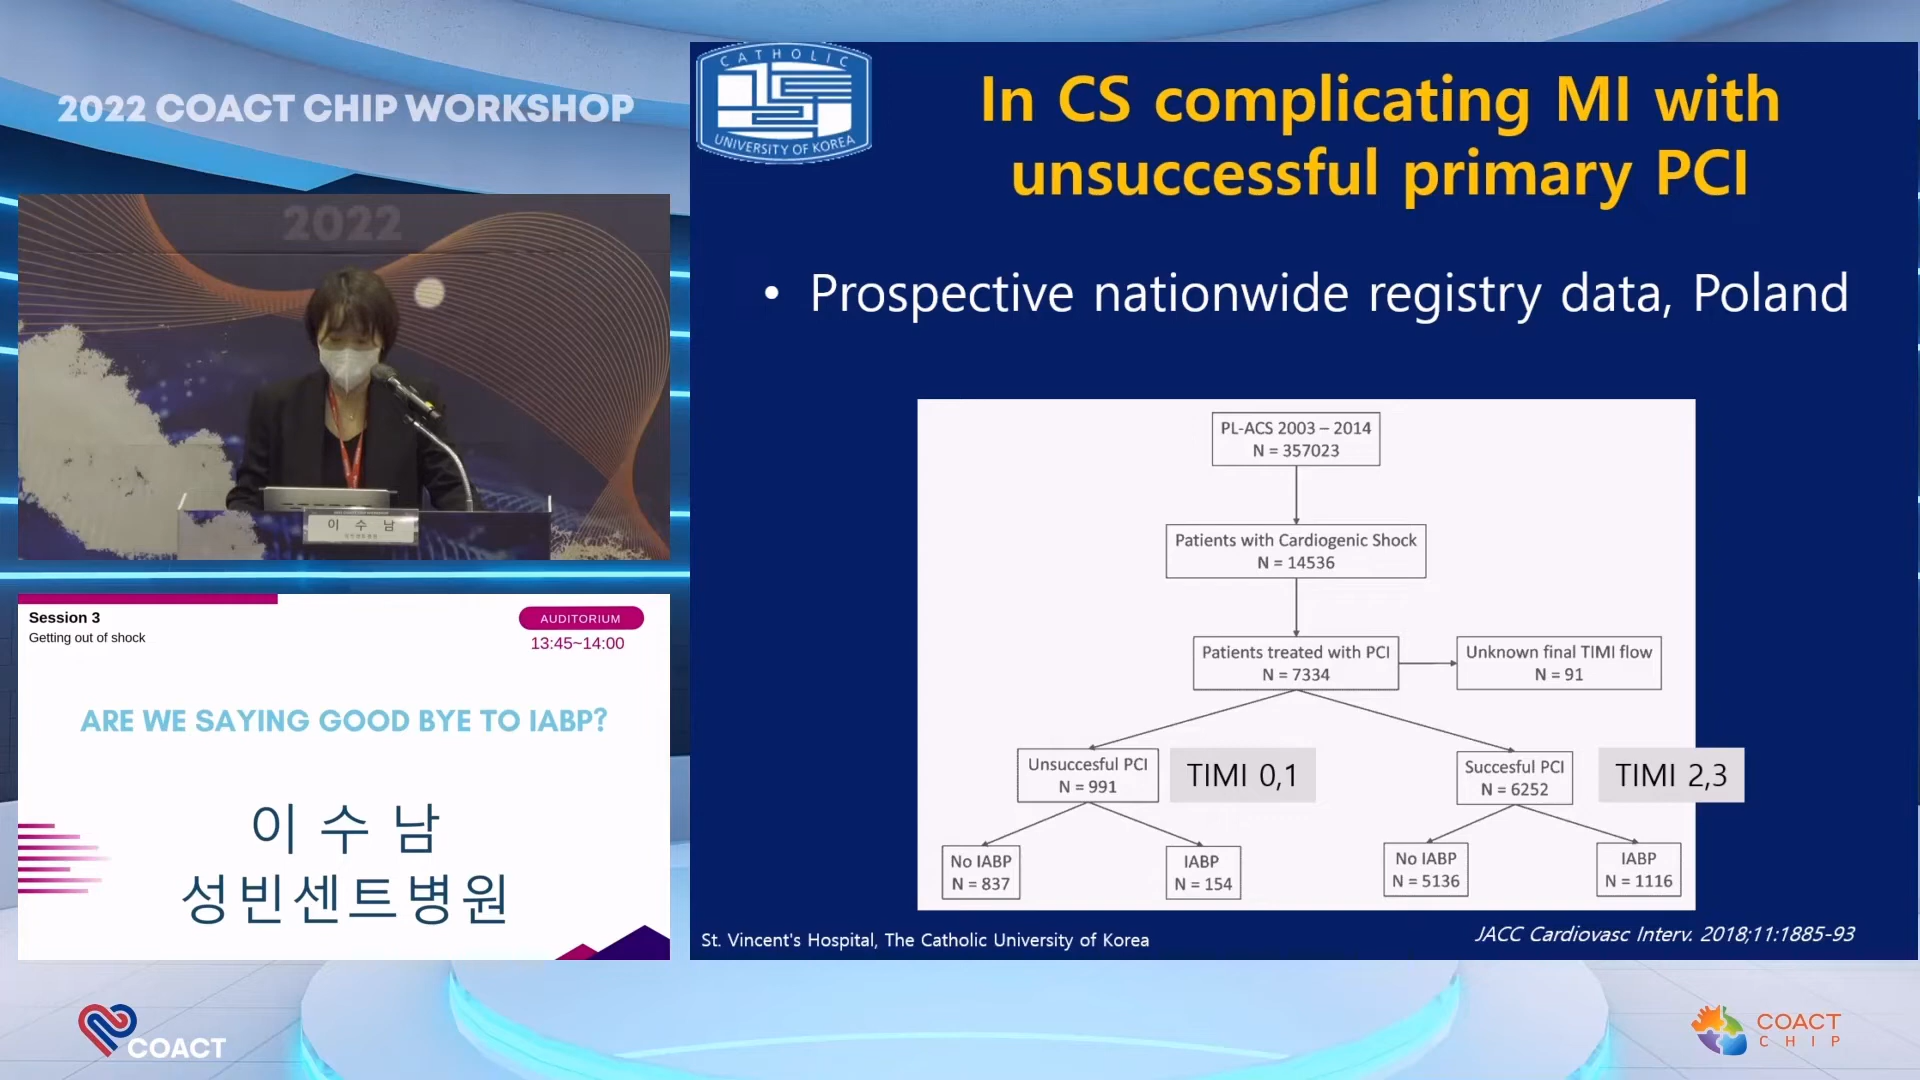 2022 COACT CHIP WORKSHOP
2022
이 수 남
Session 3
Getting out of shock
AUDITORIUM
13:45~14:00
ARE WE SAYING GOOD BYE TO IABP?
이 수 남
성빈센트병원
COACT
CATHOLIC
UNIVERSITY OF KOREA
In CS complicating MI with
unsuccessful primary PCI
• Prospective nationwide registry data, Poland
PL-ACS 2003 – 2014
N = 357023
Patients with Cardiogenic Shock
N = 14536
Patients treated with PCI
N = 7334
Unknown final TIMI flow
N = 91
Unsuccesful PCI
N = 991
TIMI 0,1
Succesful PCI
N = 6252
TIMI 2,3
No IABP
N = 837
IABP
N = 154
No IABP
N = 5136
IABP
N = 1116
St. Vincent's Hospital, The Catholic University of Korea
JACC Cardiovasc Interv. 2018;11:1885-93
COACT
CHIP